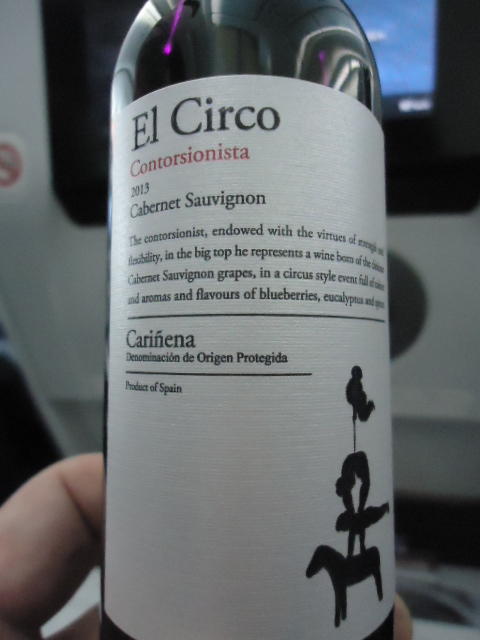 El Circo
Contorsionista
2013
Cabernet Sauvignon
The contorsionist, endowed with the virtues of strength and
flexibility, in the big top he represents a wine born of the
Cabernet Sauvignon grapes, in a circus style event full of
and aromas and flavours of blueberries, eucalyptus and
Cariñena
Denominación de Origen Protegida
Product of Spain